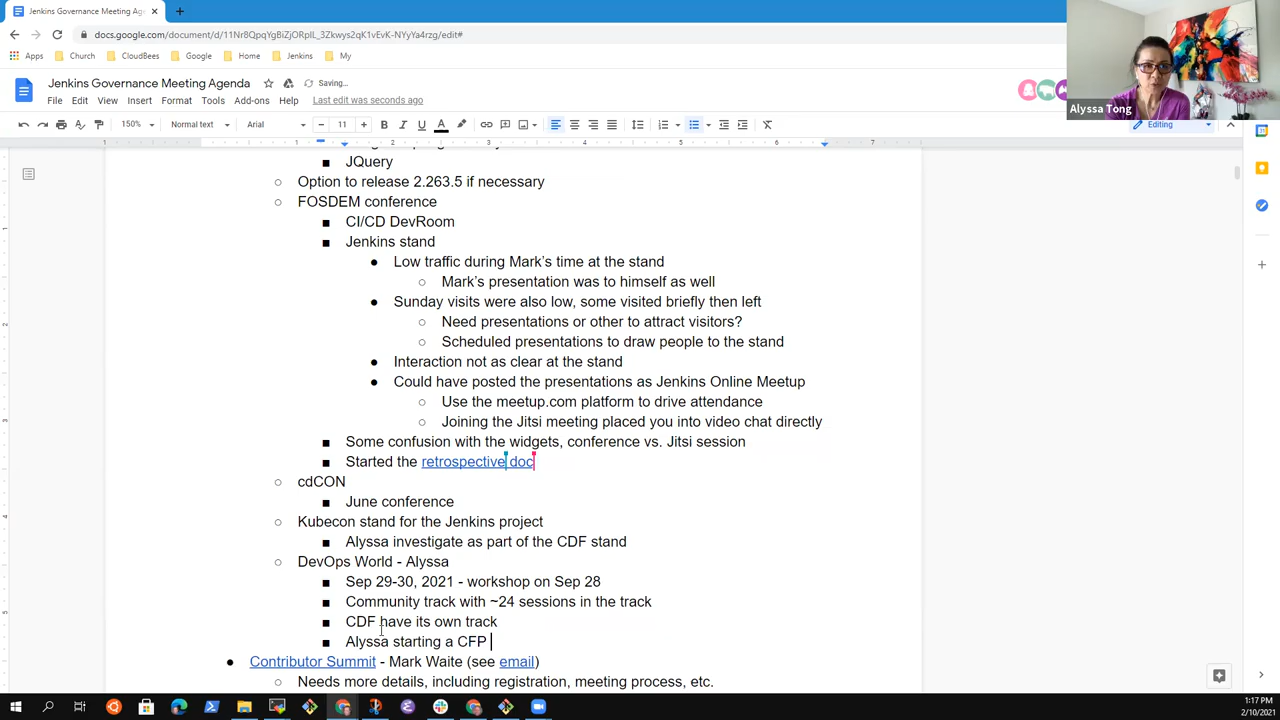 Jenkins Governance Meeting Age
docs.google.com/document/d/11Nr8QpqYgBiZjORpIL_3Zkwys2qK1vEvK-NYyYa4rzg/edit#
Apps Church CloudBees Google Home Jenkins My
Alyssa Tong
Jenkins Governance Meeting Agenda Saving...
File Edit View Insert Format Tools Add-ons Help Last edit was seconds ago
150% Normal text Arial 11 Editing
1 1 2 3 4 5 6 7
JQuery
Option to release 2.263.5 if necessary
FOSDEM conference
CI/CD DevRoom
Jenkins stand
Low traffic during Mark's time at the stand
Mark's presentation was to himself as well
Sunday visits were also low, some visited briefly then left
Need presentations or other to attract visitors?
Scheduled presentations to draw people to the stand
Interaction not as clear at the stand
Could have posted the presentations as Jenkins Online Meetup
Use the meetup.com platform to drive attendance
Joining the Jitsi meeting placed you into video chat directly
Some confusion with the widgets, conference vs. Jitsi session
Started the retrospective doc
cdCON
June conference
Kubecon stand for the Jenkins project
Alyssa investigate as part of the CDF stand
DevOps World - Alyssa
Sep 29-30, 2021 - workshop on Sep 28
Community track with ~24 sessions in the track
CDF have its own track
Alyssa starting a CFP
Contributor Summit - Mark Waite (see email)
Needs more details, including registration, meeting process, etc.
1:17 PM
2/10/2021